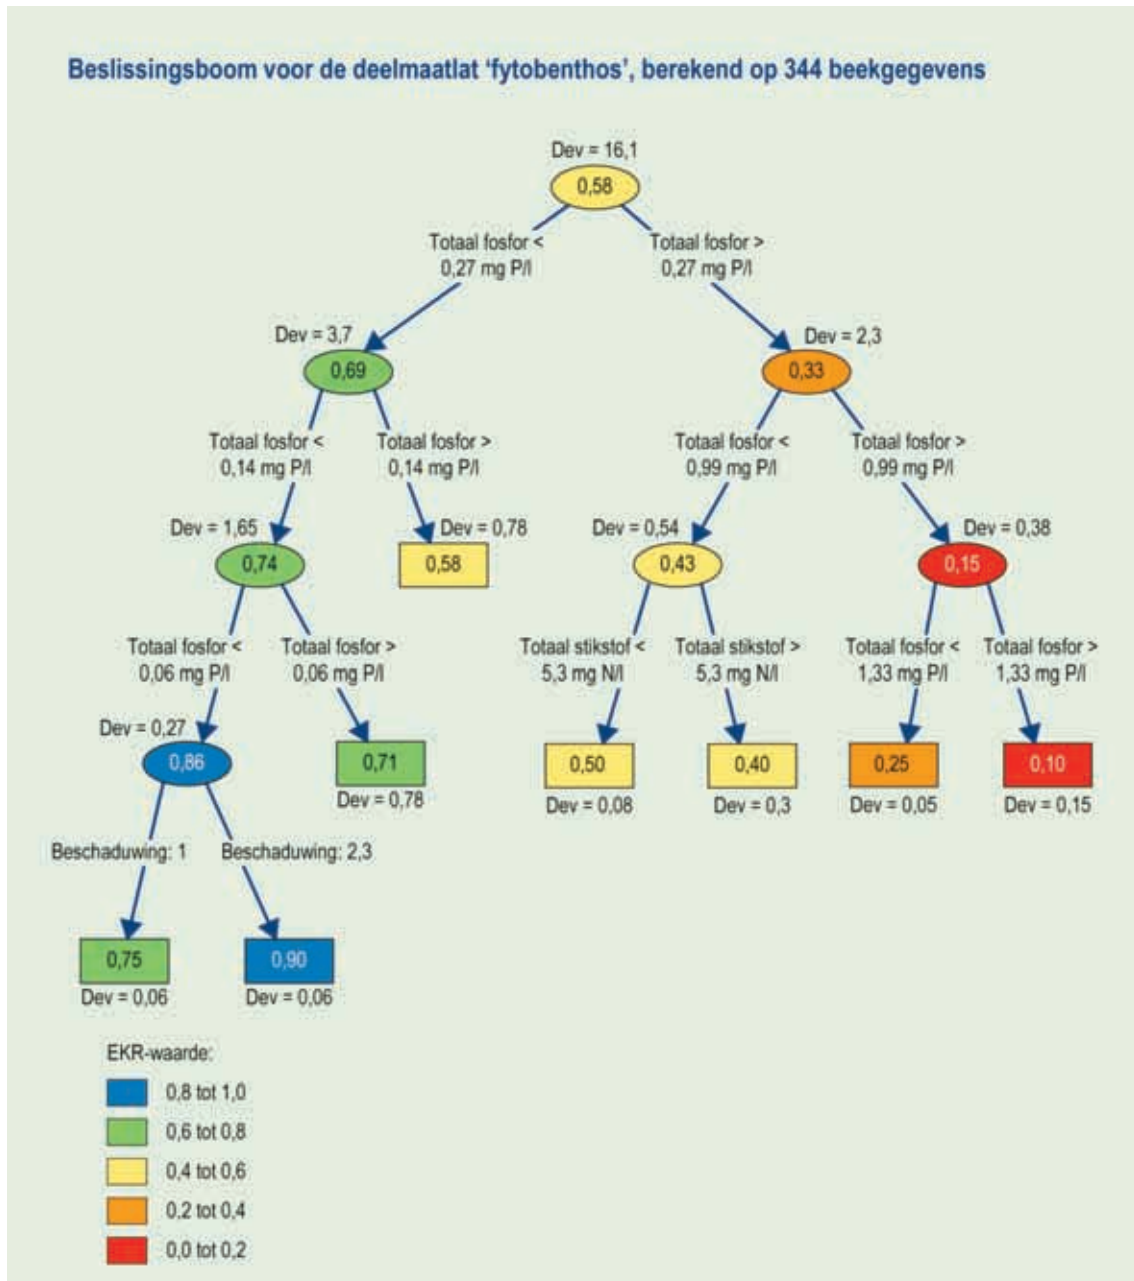 Beslissingsboom voor de deelmaatlat 'fytobenthos', berekend op 344 beekgegevens
Dev = 16,1
0,58
Totaal fosfor <
0,27 mg P/l
Totaal fosfor >
0,27 mg P/l
Dev = 3,7
0,69
Dev = 2,3
0,33
Totaal fosfor <
0,14 mg P/l
Totaal fosfor >
0,14 mg P/l
Totaal fosfor <
0,99 mg P/l
Totaal fosfor >
0,99 mg P/l
Dev = 1,65
0,74
Dev = 0,78
0,58
Dev = 0,54
0,43
Dev = 0,38
0,15
Totaal fosfor <
0,06 mg P/l
Totaal fosfor >
0,06 mg P/l
Totaal stikstof <
5,3 mg N/l
Totaal stikstof >
5,3 mg N/l
Totaal fosfor <
1,33 mg P/l
Totaal fosfor >
1,33 mg P/l
Dev = 0,27
0,86
0,71
Dev = 0,78
0,50
Dev = 0,08
0,40
Dev = 0,3
0,25
Dev = 0,05
0,10
Dev = 0,15
Beschaduwing: 1
Beschaduwing: 2,3
0,75
Dev = 0,06
0,90
Dev = 0,06
EKR-waarde:
0,8 tot 1,0
0,6 tot 0,8
0,4 tot 0,6
0,2 tot 0,4
0,0 tot 0,2